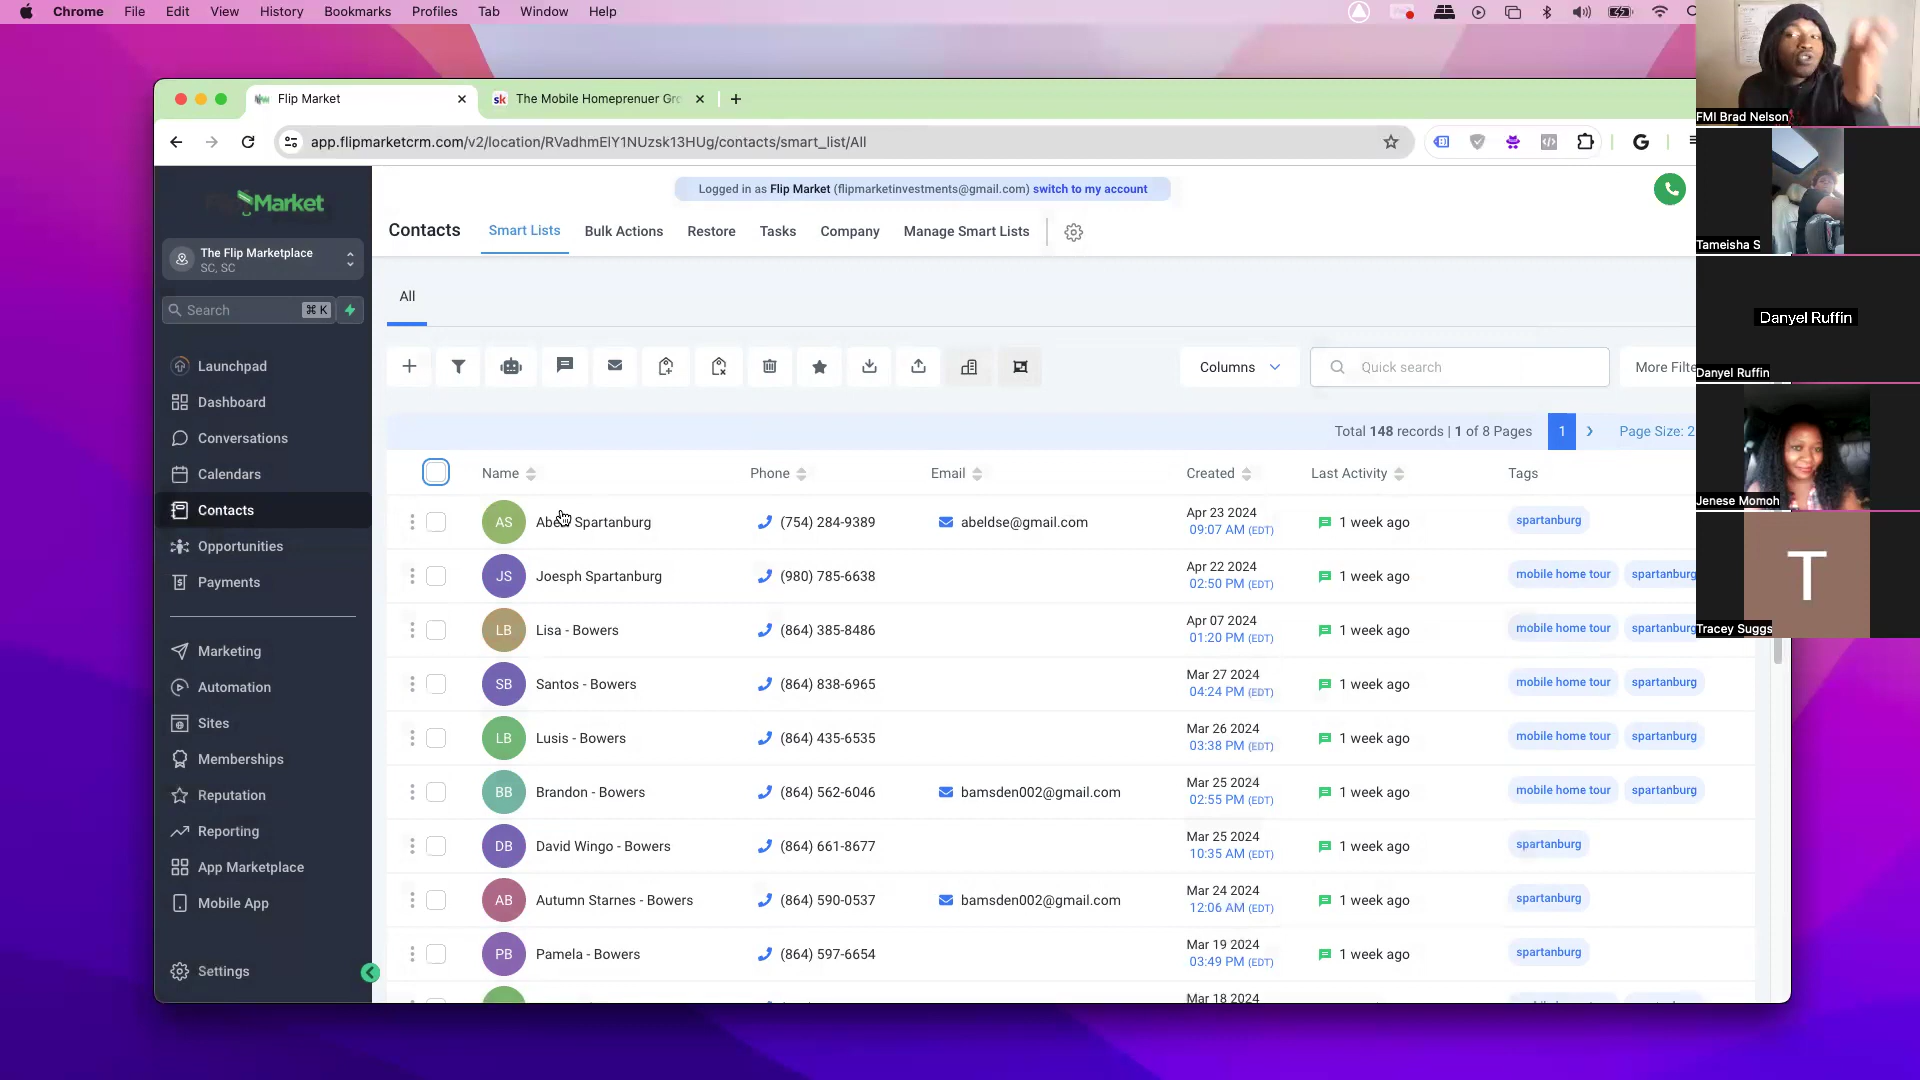 Chrome File Edit View History Bookmarks Profiles Tab Window Help
Flip Market
The Mobile Homeprenuer Gro
app.flipmarketcrm.com/v2/location/RVadhmElY1NUzsk13HUg/contacts/smart_list/All
FlipMarket
Logged in as Flip Market (flipmarketinvestments@gmail.com) switch to my account
The Flip Marketplace
SC, SC
Search ⌘ K
Launchpad
Dashboard
Conversations
Calendars
Contacts
Opportunities
Payments
Marketing
Automation
Sites
Memberships
Reputation
Reporting
App Marketplace
Mobile App
Settings
Contacts Smart Lists Bulk Actions Restore Tasks Company Manage Smart Lists
All
Columns Quick search More Filte
Total 148 records | 1 of 8 Pages 1 Page Size: 2
Name Phone Email Created Last Activity Tags
AS Spartanburg (754) 284-9389 abeldse@gmail.com Apr 23 2024 1 week ago spartanburg
09:07 AM (EDT)
JS Joesph Spartanburg (980) 785-6638 Apr 22 2024 1 week ago mobile home tour spartanburg
02:50 PM (EDT)
LB Lisa - Bowers (864) 385-8486 Apr 07 2024 1 week ago mobile home tour spartanburg
01:20 PM (EDT)
SB Santos - Bowers (864) 838-6965 Mar 27 2024 1 week ago mobile home tour spartanburg
04:24 PM (EDT)
LB Lusis - Bowers (864) 435-6535 Mar 26 2024 1 week ago mobile home tour spartanburg
03:38 PM (EDT)
BB Brandon - Bowers (864) 562-6046 bamsden002@gmail.com Mar 25 2024 1 week ago mobile home tour spartanburg
02:55 PM (EDT)
DB David Wingo - Bowers (864) 661-8677 Mar 25 2024 1 week ago spartanburg
10:35 AM (EDT)
AB Autumn Starnes - Bowers (864) 590-0537 bamsden002@gmail.com Mar 24 2024 1 week ago spartanburg
12:06 AM (EDT)
PB Pamela - Bowers (864) 597-6654 Mar 19 2024 1 week ago spartanburg
03:49 PM (EDT)
Mar 18 2024
FMI Brad Nelson
Tameisha S
Danyel Ruffin
Danyel Ruffin
Jenese Momoh
T
Tracey Suggs